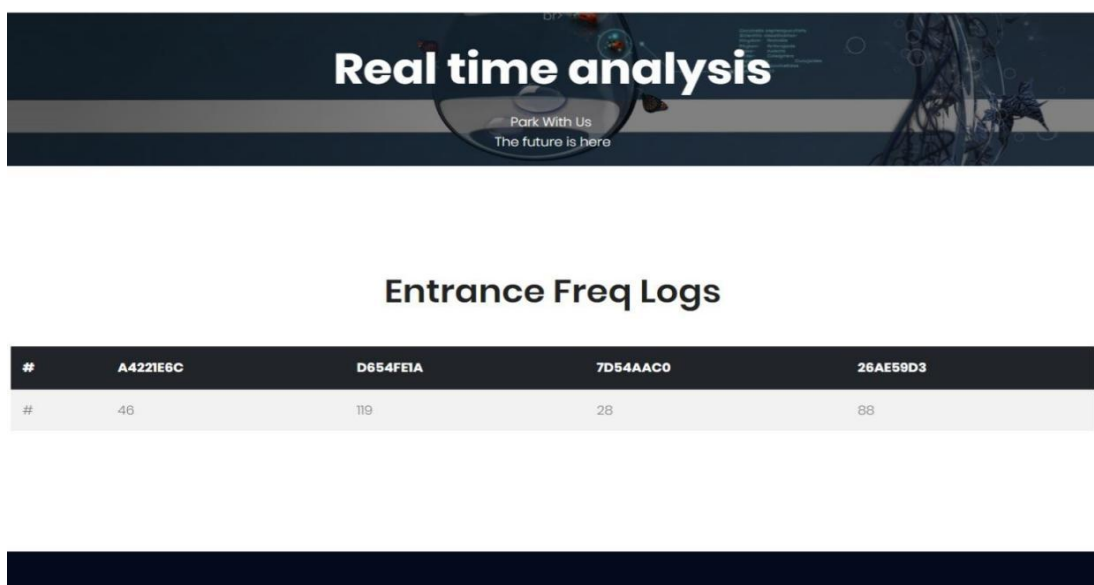 Real time analysis
Park With Us
The future is here
Entrance Freq Logs
# A4221E6C D654FE1A 7D54AAC0 26AE59D3
# 46 119 28 88